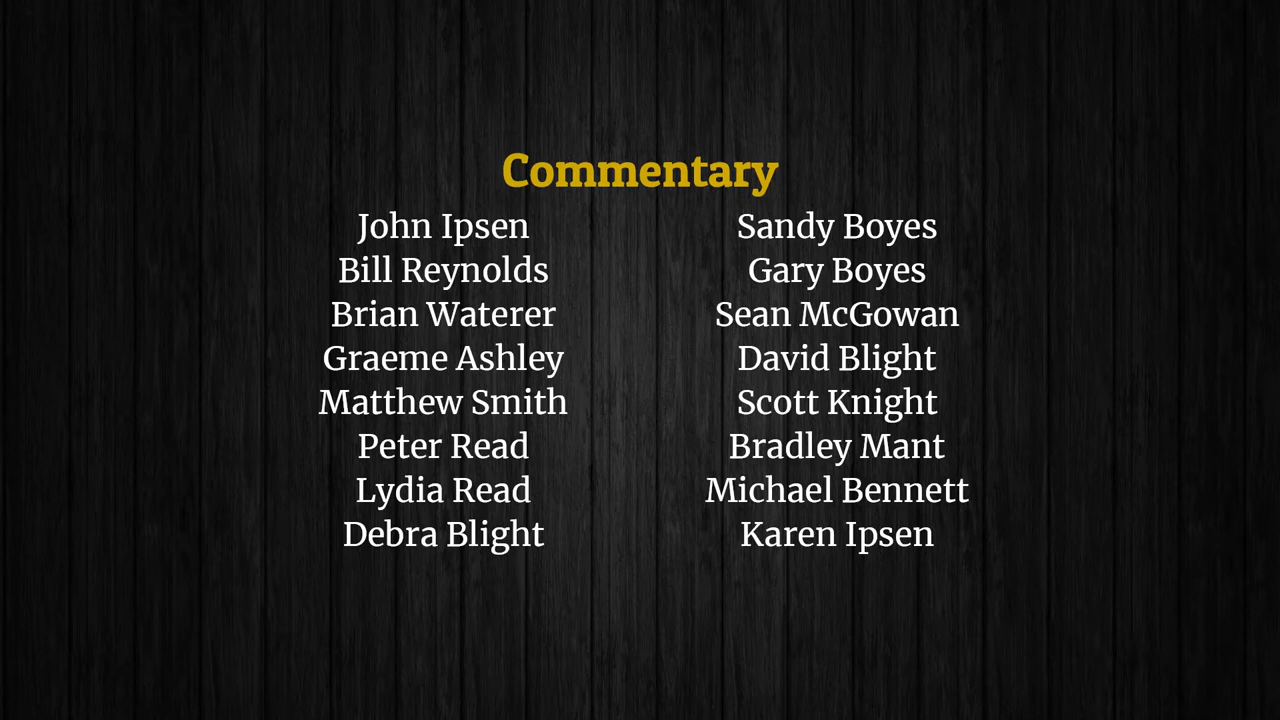 Commentary
John Ipsen
Bill Reynolds
Brian Waterer
Graeme Ashley
Matthew Smith
Peter Read
Lydia Read
Debra Blight
Sandy Boyes
Gary Boyes
Sean McGowan
David Blight
Scott Knight
Bradley Mant
Michael Bennett
Karen Ipsen